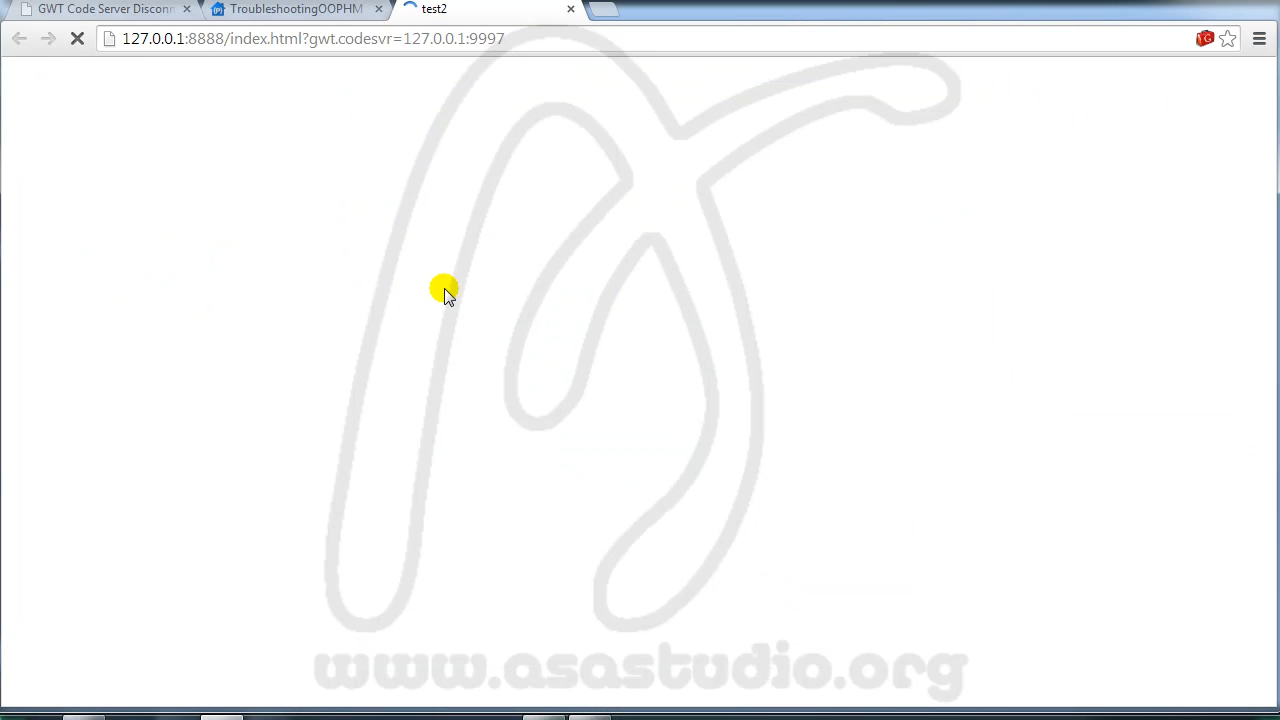 GWT Code Server Disconn
TroubleshootingOOPHM
test2
127.0.0.1:8888/index.html?gwt.codesvr=127.0.0.1:9997
www.asastudio.org